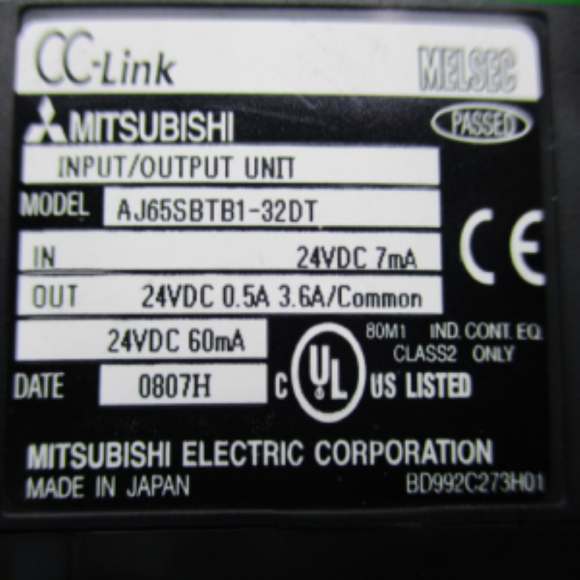 CC-Link MELSEC
MITSUBISHI PASSED
INPUT/OUTPUT UNIT
MODEL AJ65SBTB1-32DT
CE
IN 24VDC 7mA
OUT 24VDC 0.5A 3.6A/Common
24VDC 60mA
80M1 IND. CONT. EQ.
CLASS2 ONLY
DATE 0807H
C UL US LISTED
MITSUBISHI ELECTRIC CORPORATION
MADE IN JAPAN BD992C273H01